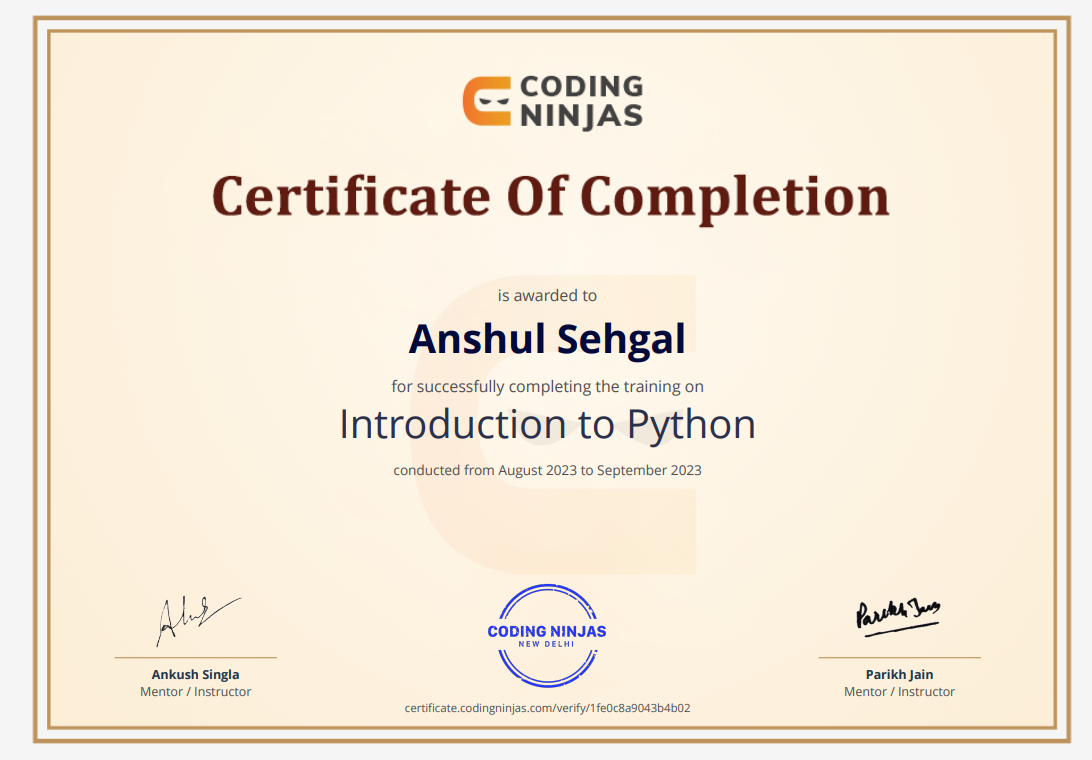 CODING
NINJAS
Certificate Of Completion
is awarded to
Anshul Sehgal
for successfully completing the training on
Introduction to Python
conducted from August 2023 to September 2023
Parikh Jain
CODING NINJAS
NEW DELHI
Ankush Singla
Mentor / Instructor
Parikh Jain
Mentor / Instructor
certificate.codingninjas.com/verify/1fe0c8a9043b4b02